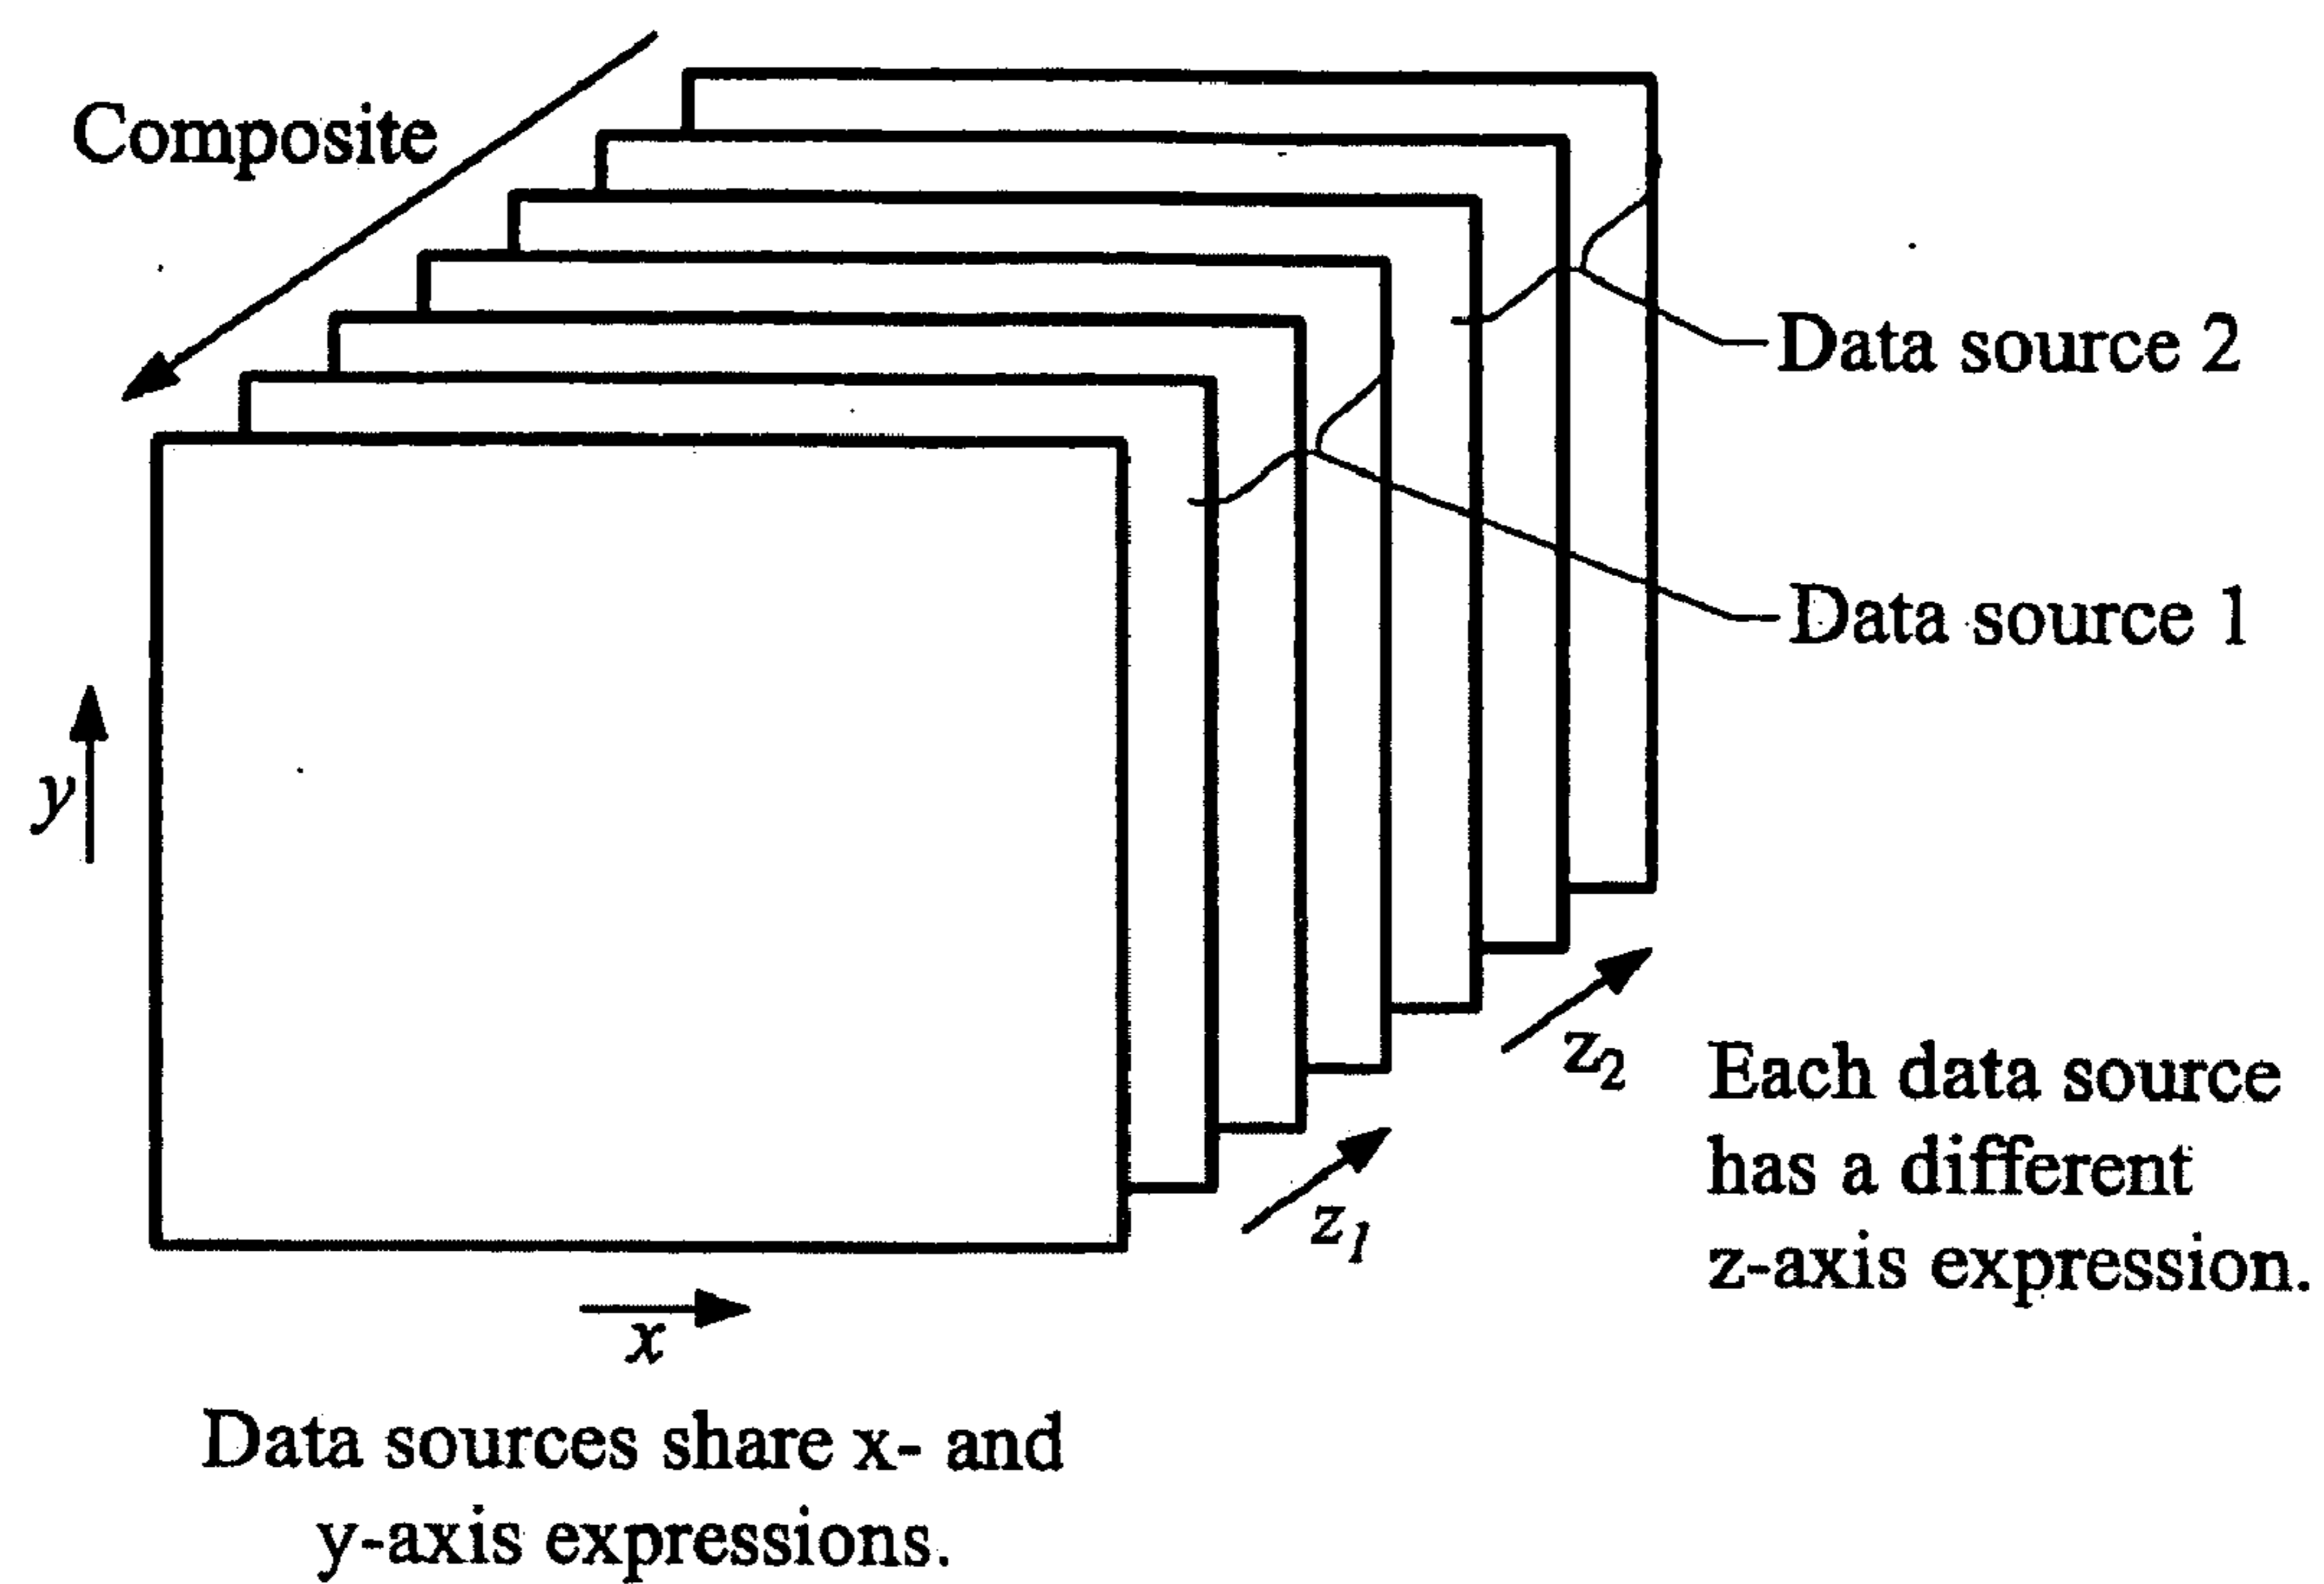 Composite
Data source 2
Data source 1
y
z2
z1
Each data source
has a different
z-axis expression.
x
Data sources share x- and
y-axis expressions.